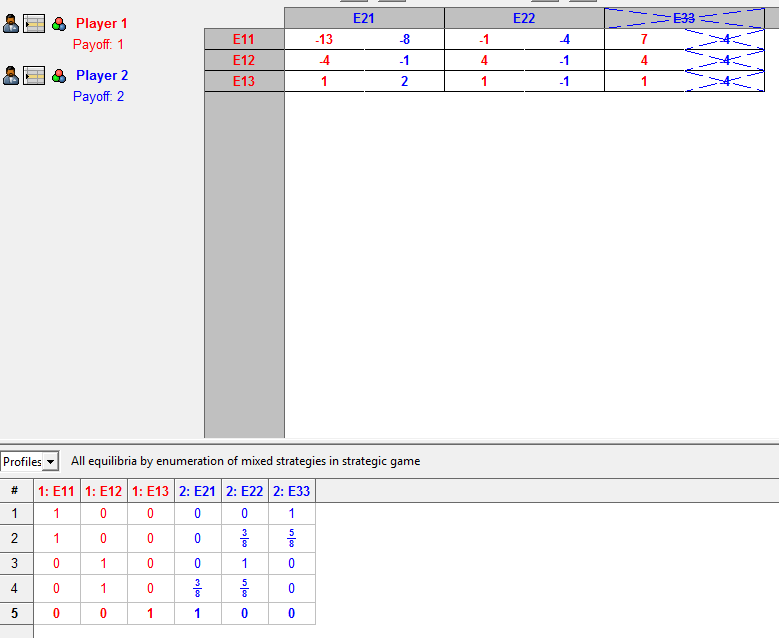 Player 1
Payoff: 1
Player 2
Payoff: 2
E21 E22 E33
E11 -13 -8 -1 -4 7 -4
E12 -4 -1 4 -1 4 -4
E13 1 2 1 -1 1 -4
Profiles All equilibria by enumeration of mixed strategies in strategic game
# 1: E11 1: E12 1: E13 2: E21 2: E22 2: E33
1 1 0 0 0 0 1
2 1 0 0 0 3/8 5/8
3 0 1 0 0 1 0
4 0 1 0 3/8 5/8 0
5 0 0 1 1 0 0